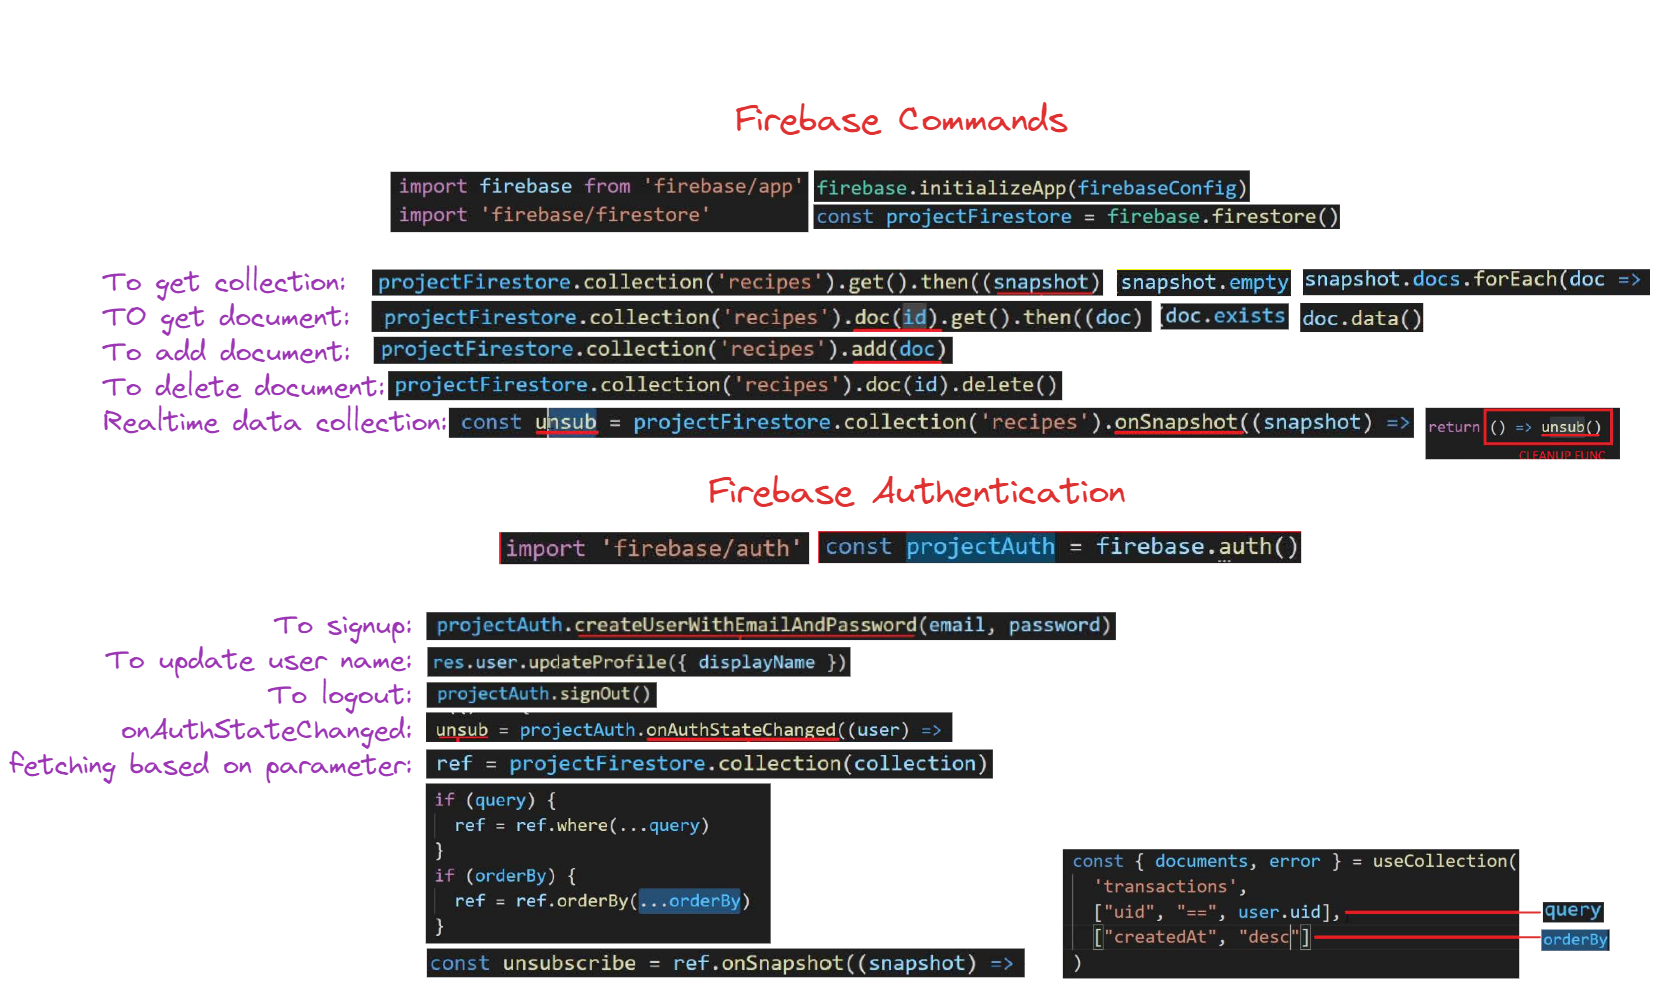 Firebase Commands
import firebase from 'firebase/app'
import 'firebase/firestore'
firebase.initializeApp(firebaseConfig)
const projectFirestore = firebase.firestore()
To get collection: projectFirestore.collection('recipes').get().then((snapshot) snapshot.empty snapshot.docs.forEach(doc =>
TO get document: projectFirestore.collection('recipes').doc(id).get().then((doc) doc.exists doc.data()
To add document: projectFirestore.collection('recipes').add(doc)
To delete document: projectFirestore.collection('recipes').doc(id).delete()
Realtime data collection: const unsub = projectFirestore.collection('recipes').onSnapshot((snapshot) => return () => unsub()
CLEANUP FUNC
Firebase Authentication
import 'firebase/auth' const projectAuth = firebase.auth()
To signup: projectAuth.createUserWithEmailAndPassword(email, password)
To update user name: res.user.updateProfile({ displayName })
To logout: projectAuth.signOut()
onAuthStateChanged: unsub = projectAuth.onAuthStateChanged((user) =>
fetching based on parameter: ref = projectFirestore.collection(collection)
if (query) {
ref = ref.where(...query)
}
if (orderBy) {
ref = ref.orderBy(...orderBy)
}
const unsubscribe = ref.onSnapshot((snapshot) =>
const { documents, error } = useCollection(
'transactions',
["uid", "==", user.uid], query
["createdAt", "desc"] orderBy
)